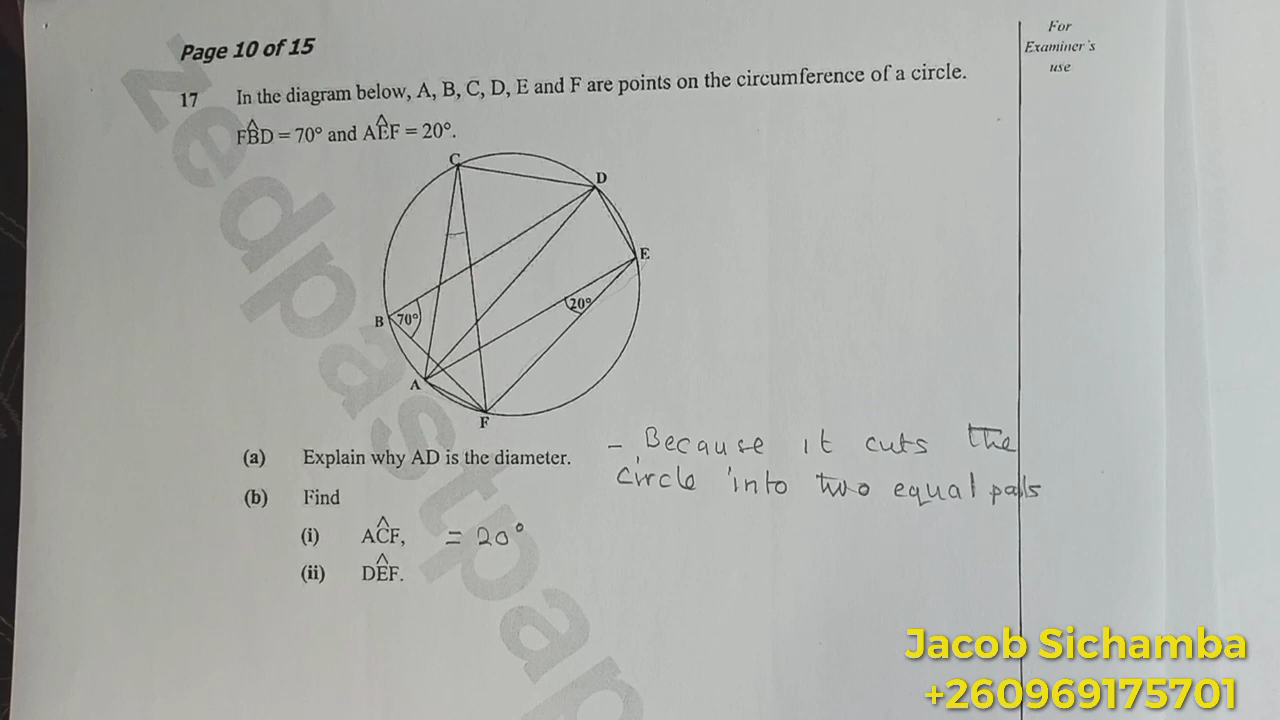 For
Examiner's
use
Page 10 of 15
17 In the diagram below, A, B, C, D, E and F are points on the circumference of a circle.
FB̂D = 70° and AÊF = 20°.
C
D
E
20°
B 70°
A
F
(a) Explain why AD is the diameter.
- Because it cuts the
circle into two equal parts
(b) Find
(i) AĈF, = 20°
(ii) DÊF.
zedpastpap
Jacob Sichamba
+260969175701